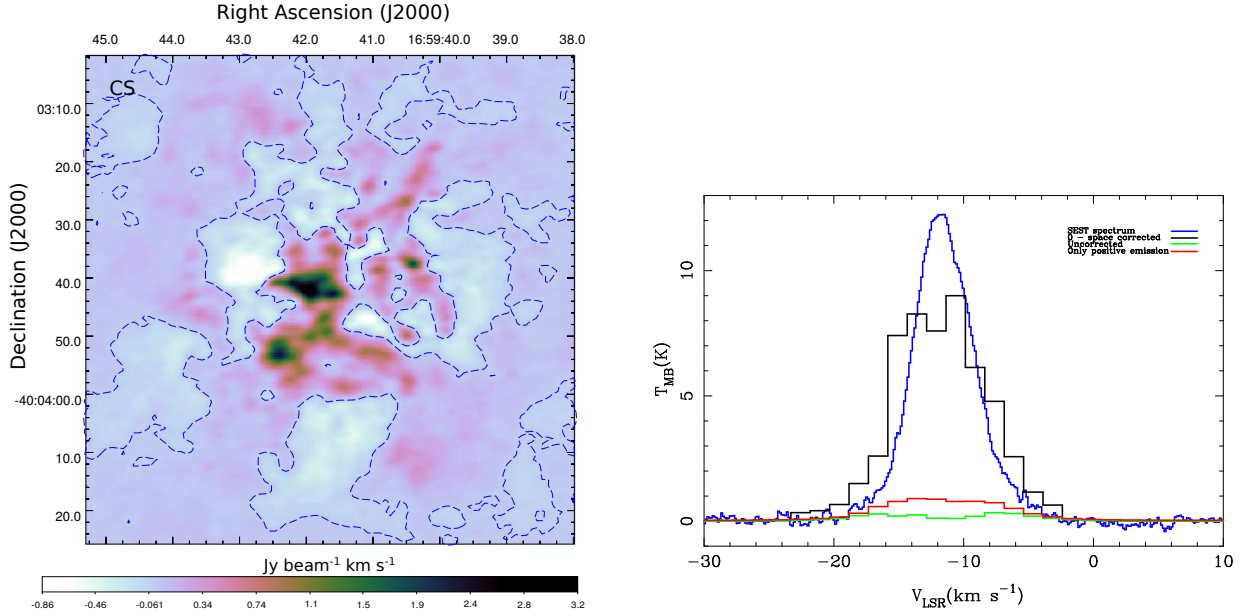 Right Ascension (J2000)
45.0 44.0 43.0 42.0 41.0 16:59:40.0 39.0 38.0
CS
Declination (J2000)
03:10.0
20.0
30.0
40.0
50.0
-40:04:00.0
10.0
20.0
Jy beam⁻¹ km s⁻¹
-0.86 -0.46 -0.061 0.34 0.74 1.1 1.5 1.9 2.4 2.8 3.2
SEST spectrum
0 - space corrected
Uncorrected
Only positive emission
T_MB(K)
10
5
0
-30 -20 -10 0 10
V_LSR(km s⁻¹)